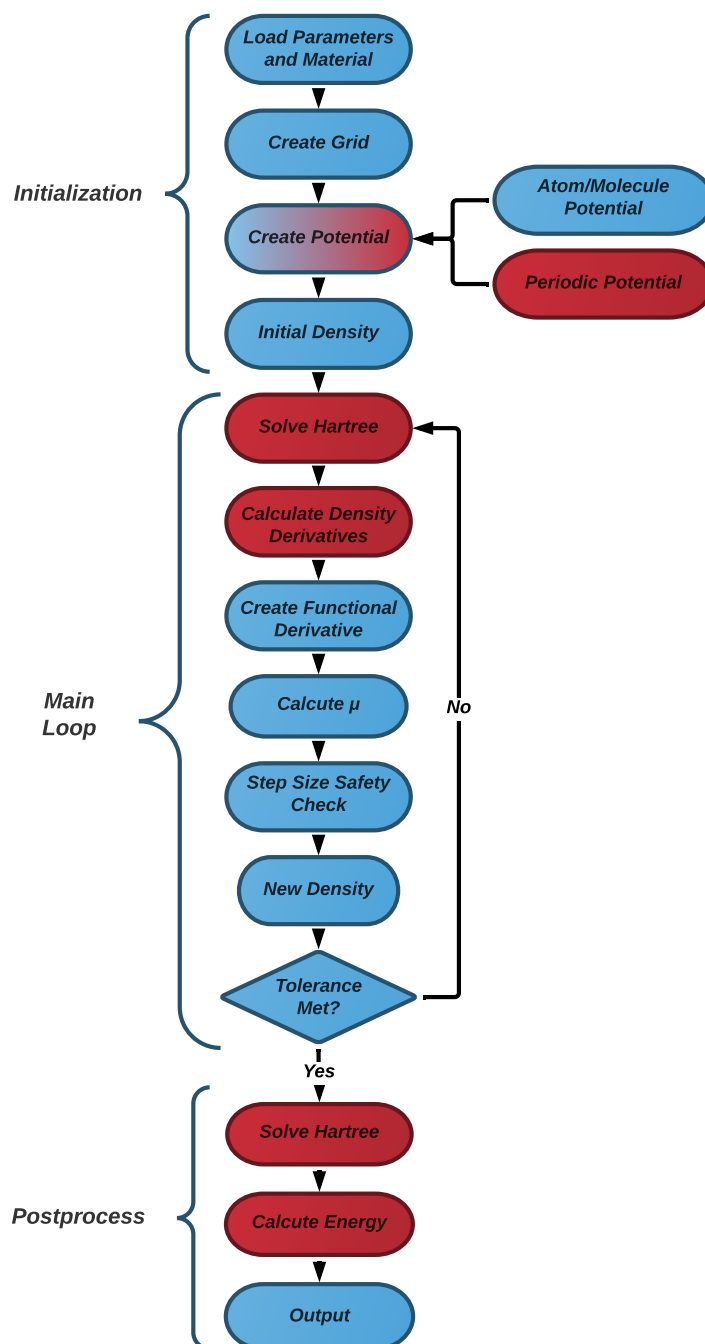 Load Parameters
and Material
Create Grid
Initialization
Atom/Molecule
Potential
Create Potential
Periodic Potential
Initial Density
Solve Hartree
Calculate Density
Derivatives
Create Functional
Derivative
Main
Loop
Calcute μ
No
Step Size Safety
Check
New Density
Tolerance
Met?
Yes
Solve Hartree
Postprocess
Calcute Energy
Output